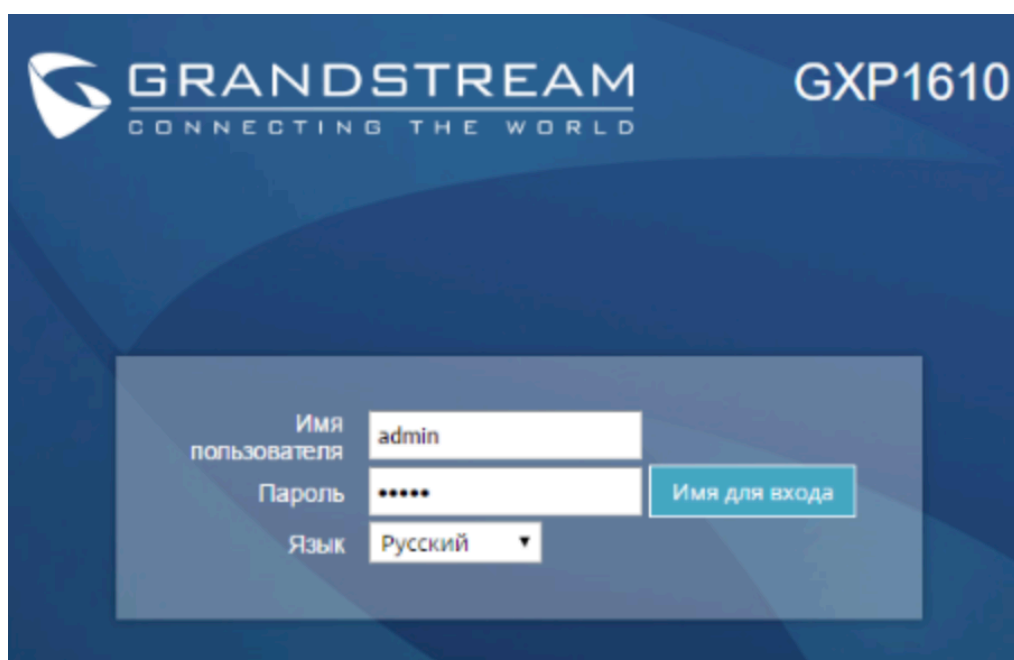 GRANDSTREAM
CONNECTING THE WORLD
GXP1610
Имя
пользователя
admin
Пароль
•••••
Имя для входа
Язык
Русский